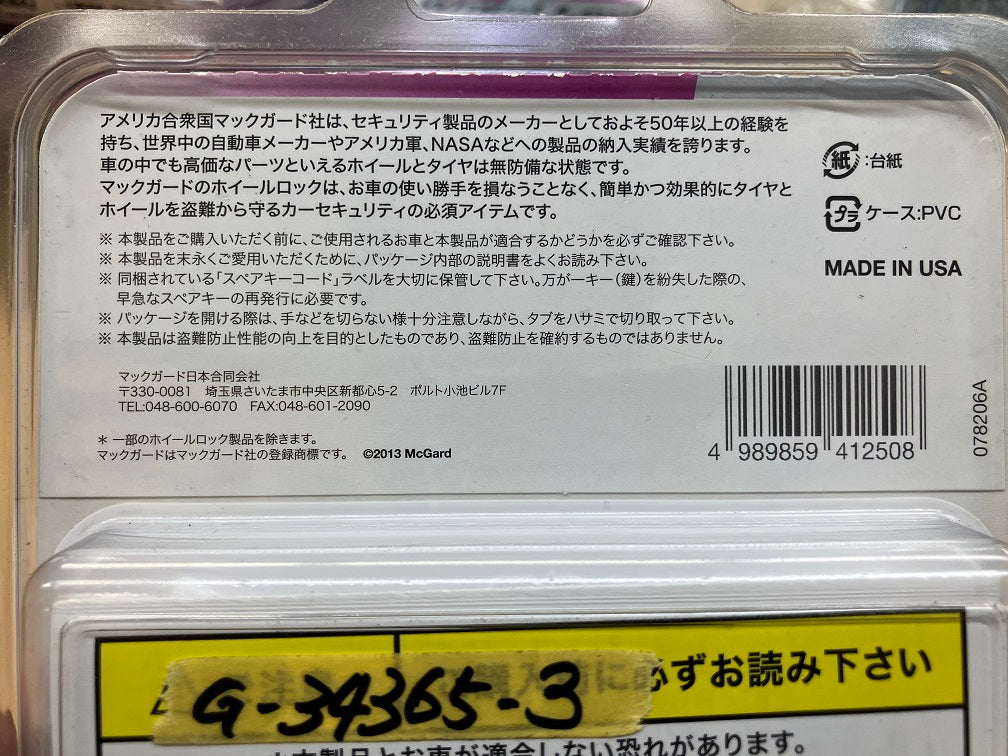 アメリカ合衆国マックガード社は、セキュリティ製品のメーカーとしておよそ50年以上の経験を
持ち、世界中の自動車メーカーやアメリカ軍、NASAなどへの製品の納入実績を誇ります。
車の中でも高価なパーツといえるホイールとタイヤは無防備な状態です。
マックガードのホイールロックは、お車の使い勝手を損なうことなく、簡単かつ効果的にタイヤと
ホイールを盗難から守るカーセキュリティの必須アイテムです。
紙:台紙
プラ ケース:PVC
MADE IN USA
※ 本製品をご購入いただく前に、ご使用されるお車と本製品が適合するかどうかを必ずご確認下さい。
※ 本製品を末永くご愛用いただくために、パッケージ内部の説明書をよくお読み下さい。
※ 同梱されている「スペアキーコード」ラベルを大切に保管して下さい。万が一キー(鍵)を紛失した際の、
早急なスペアキーの再発行に必要です。
※ パッケージを開ける際は、手などを切らない様十分注意しながら、タブをハサミで切り取って下さい。
※ 本製品は盗難防止性能の向上を目的としたものであり、盗難防止を確約するものではありません。
マックガード日本合同会社
〒330-0081 埼玉県さいたま市中央区新都心5-2 ポルト小池ビル7F
TEL:048-600-6070 FAX:048-601-2090
* 一部のホイールロック製品を除きます。
マックガードはマックガード社の登録商標です。 ©2013 McGard
4 989859 412508
078206A
必ずお読み下さい
G-34365-3
本製品とお車が適合しない恐れがあります。